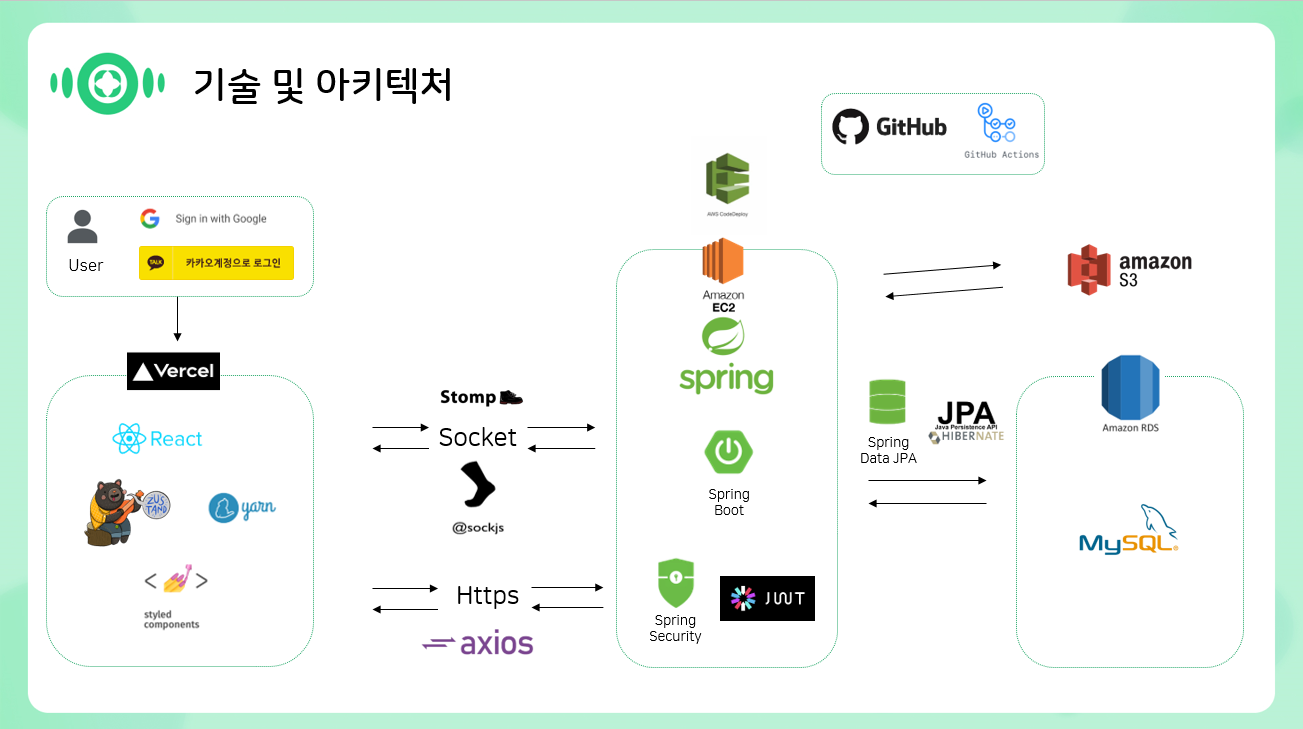 기술 및 아키텍처
GitHub
GitHub Actions
AWS CodeDeploy
User
Sign in with Google
TALK
카카오계정으로 로그인
Vercel
React
ZUS
TAND
yarn
< >
styled
components
Stomp
Socket
@sockjs
Https
axios
Amazon
EC2
spring
Spring
Boot
Spring
Security
JWT
amazon
S3
Spring
Data JPA
JPA
Java Persistence API
HIBERNATE
Amazon RDS
MySQL